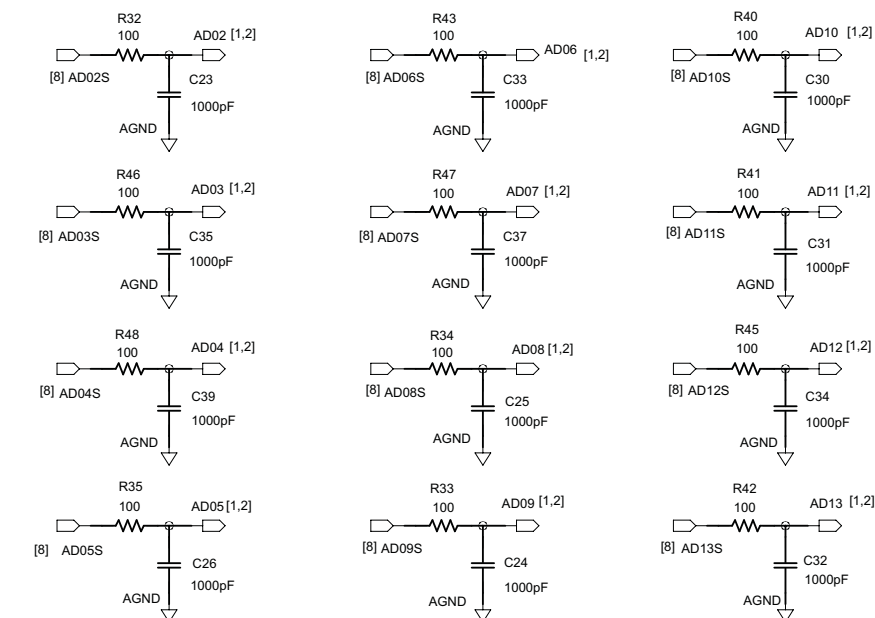 R32
100
AD02 [1,2]
[8] AD02S
C23
1000pF
AGND
R43
100
AD06 [1,2]
[8] AD06S
C33
1000pF
AGND
R40
100
AD10 [1,2]
[8] AD10S
C30
1000pF
AGND
R46
100
AD03 [1,2]
[8] AD03S
C35
1000pF
AGND
R47
100
AD07 [1,2]
[8] AD07S
C37
1000pF
AGND
R41
100
AD11 [1,2]
[8] AD11S
C31
1000pF
AGND
R48
100
AD04 [1,2]
[8] AD04S
C39
1000pF
AGND
R34
100
AD08 [1,2]
[8] AD08S
C25
1000pF
AGND
R45
100
AD12 [1,2]
[8] AD12S
C34
1000pF
AGND
R35
100
AD05 [1,2]
[8] AD05S
C26
1000pF
AGND
R33
100
AD09 [1,2]
[8] AD09S
C24
1000pF
AGND
R42
100
AD13 [1,2]
[8] AD13S
C32
1000pF
AGND